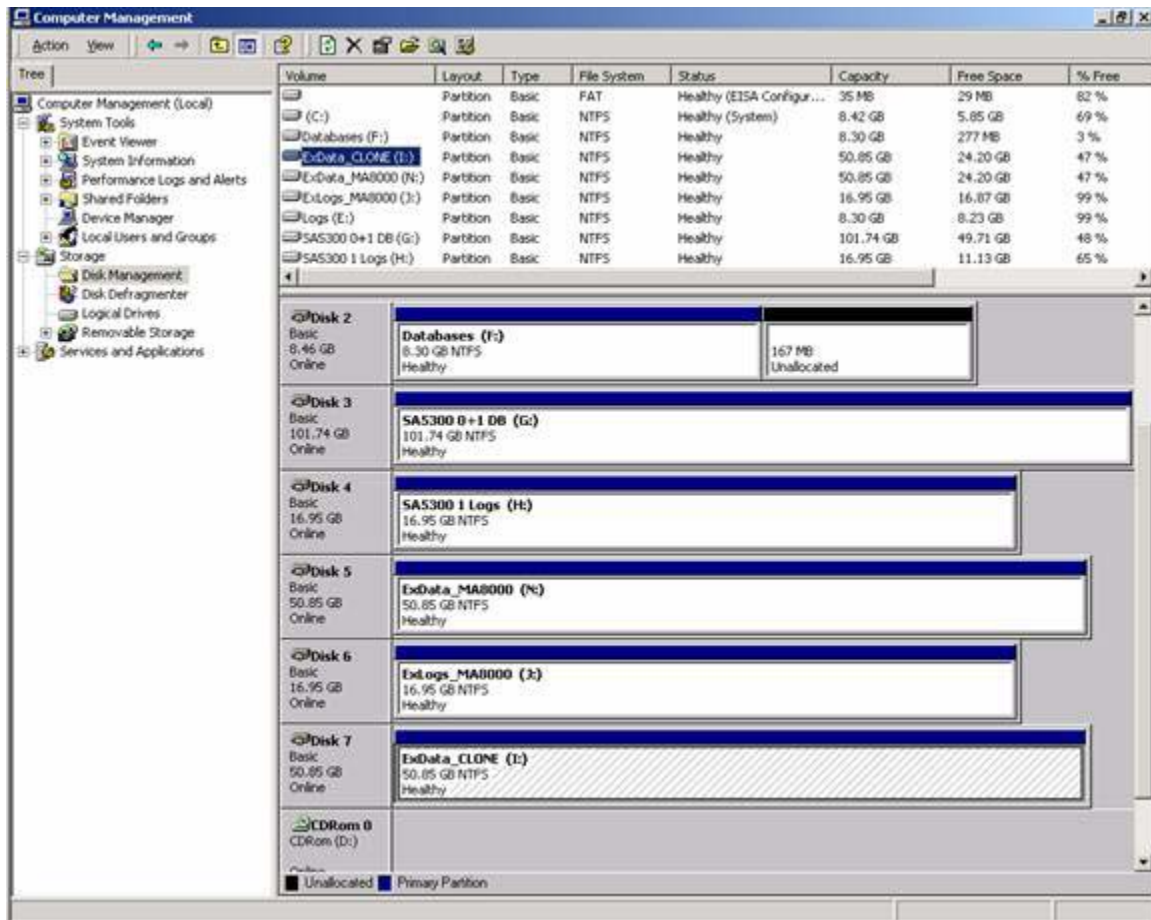 Computer Management
Action View
Tree
Computer Management (Local)
System Tools
Event Viewer
System Information
Performance Logs and Alerts
Shared Folders
Device Manager
Local Users and Groups
Storage
Disk Management
Disk Defragmenter
Logical Drives
Removable Storage
Services and Applications
Volume Layout Type File System Status Capacity Free Space % Free
Partition Basic FAT Healthy (EISA Configur... 35 MB 29 MB 82 %
(C:) Partition Basic NTFS Healthy (System) 8.42 GB 5.85 GB 69 %
Databases (F:) Partition Basic NTFS Healthy 8.30 GB 277 MB 3 %
ExData_CLONE (I:) Partition Basic NTFS Healthy 50.85 GB 24.20 GB 47 %
ExData_MA8000 (N:) Partition Basic NTFS Healthy 50.85 GB 24.20 GB 47 %
ExLogs_MA8000 (J:) Partition Basic NTFS Healthy 16.95 GB 16.87 GB 99 %
Logs (E:) Partition Basic NTFS Healthy 8.30 GB 8.23 GB 99 %
SA5300 0+1 DB (G:) Partition Basic NTFS Healthy 101.74 GB 49.71 GB 48 %
SA5300 1 Logs (H:) Partition Basic NTFS Healthy 16.95 GB 11.13 GB 65 %
Disk 2
Basic
8.46 GB
Online
Databases (F:)
8.30 GB NTFS
Healthy
167 MB
Unallocated
Disk 3
Basic
101.74 GB
Online
SA5300 0+1 DB (G:)
101.74 GB NTFS
Healthy
Disk 4
Basic
16.95 GB
Online
SA5300 1 Logs (H:)
16.95 GB NTFS
Healthy
Disk 5
Basic
50.85 GB
Online
ExData_MA8000 (N:)
50.85 GB NTFS
Healthy
Disk 6
Basic
16.95 GB
Online
ExLogs_MA8000 (J:)
16.95 GB NTFS
Healthy
Disk 7
Basic
50.85 GB
Online
ExData_CLONE (I:)
50.85 GB NTFS
Healthy
CDRom 0
CDRom (D:)
Online
Unallocated Primary Partition